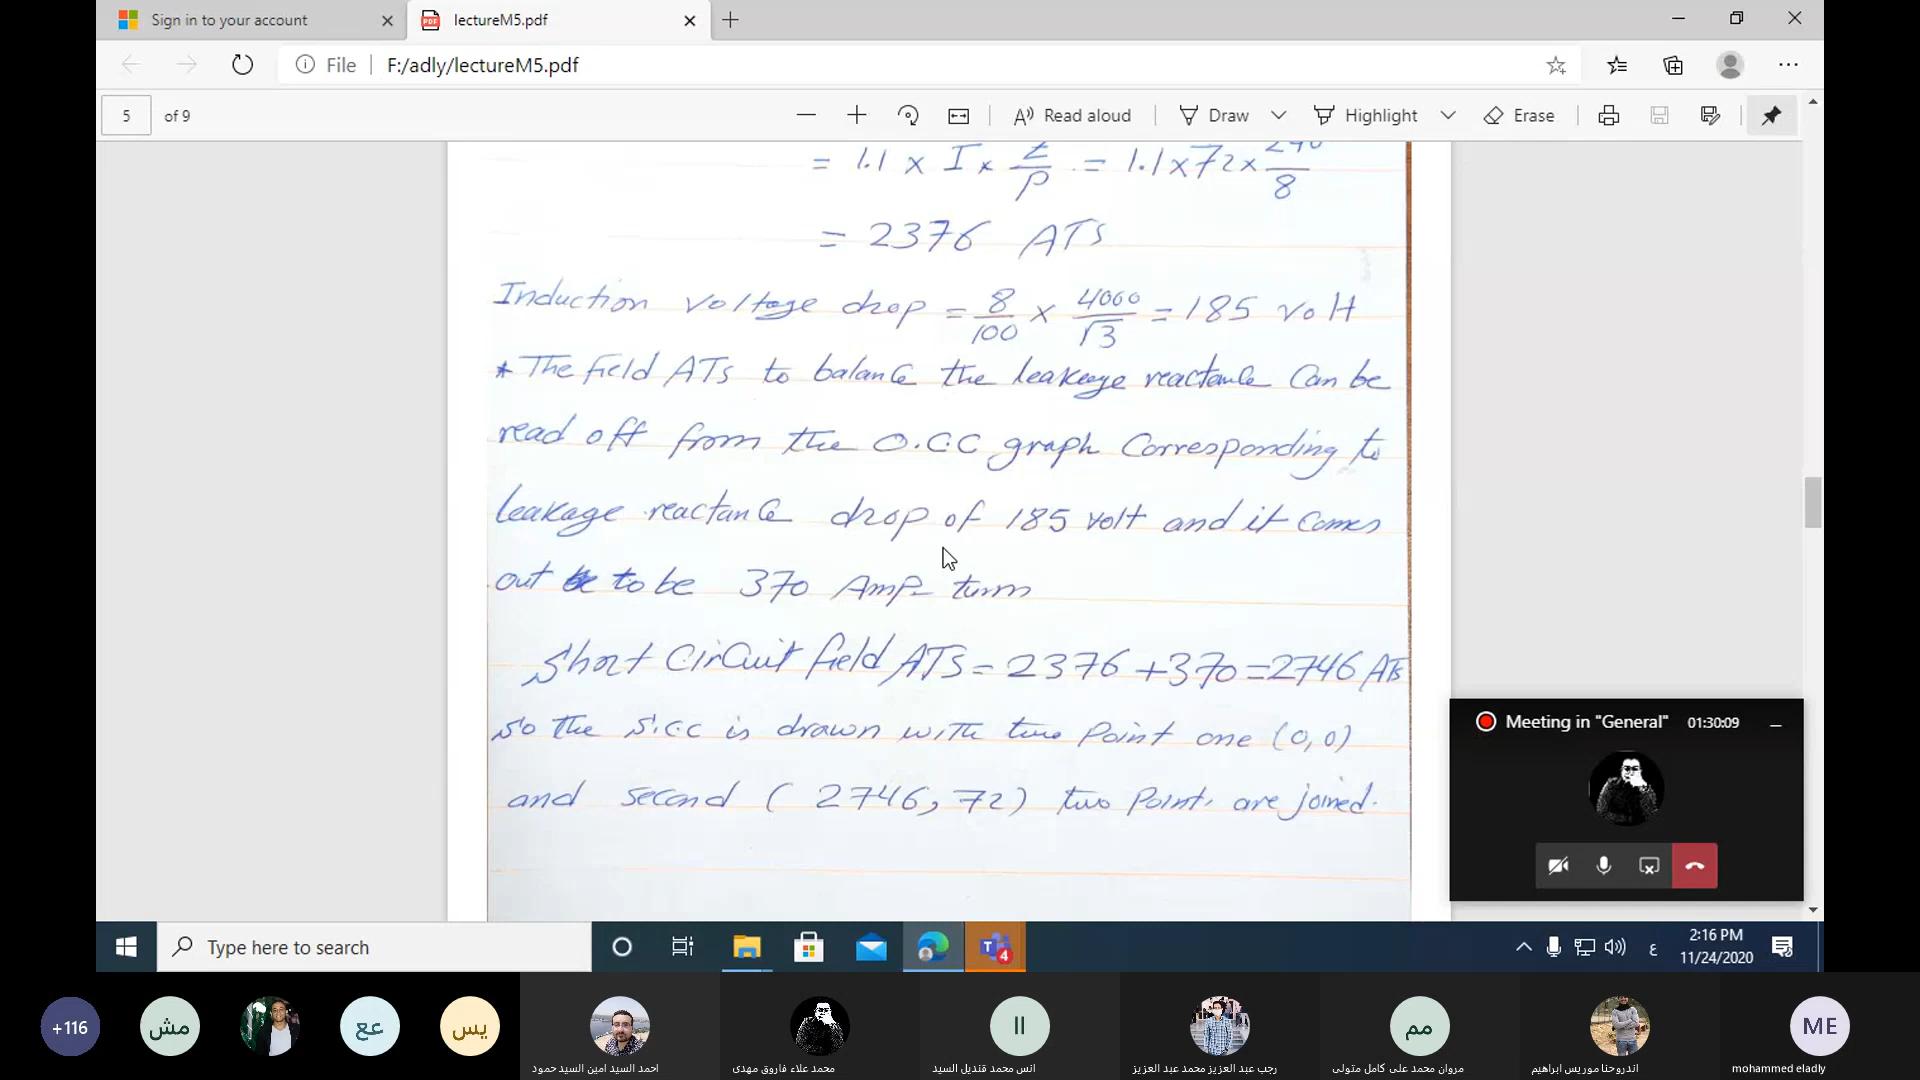 Sign in to your account
lectureM5.pdf
File
F:/adly/lectureM5.pdf
5 of 9
Read aloud
Draw
Highlight
Erase
= 1.1 × I × Z/P = 1.1 × 72 × 240/8
= 2376 ATs
Induction voltage drop = 8/100 × 4000/√3 = 185 volt
* The field ATs to balance the leakage reactance can be
read off from the O.C.C graph corresponding to
leakage reactance drop of 185 volt and it comes
out to be 370 Amp-turn
Short circuit field ATs = 2376 + 370 = 2746 ATs
so the S.C.C is drawn with two point one (0,0)
and second (2746, 72) two points are joined.
Meeting in "General"
01:30:09
Type here to search
4
ع
2:16 PM
11/24/2020
+116
مش
عع
يس
احمد السيد امين السيد حمود
محمد علاء فاروق مهدى
اا
انس محمد قنديل السيد
رجب عبد العزيز محمد عبد العزيز
مم
مروان محمد على كامل متولى
اندروحنا موريس ابراهيم
ME
mohammed eladly